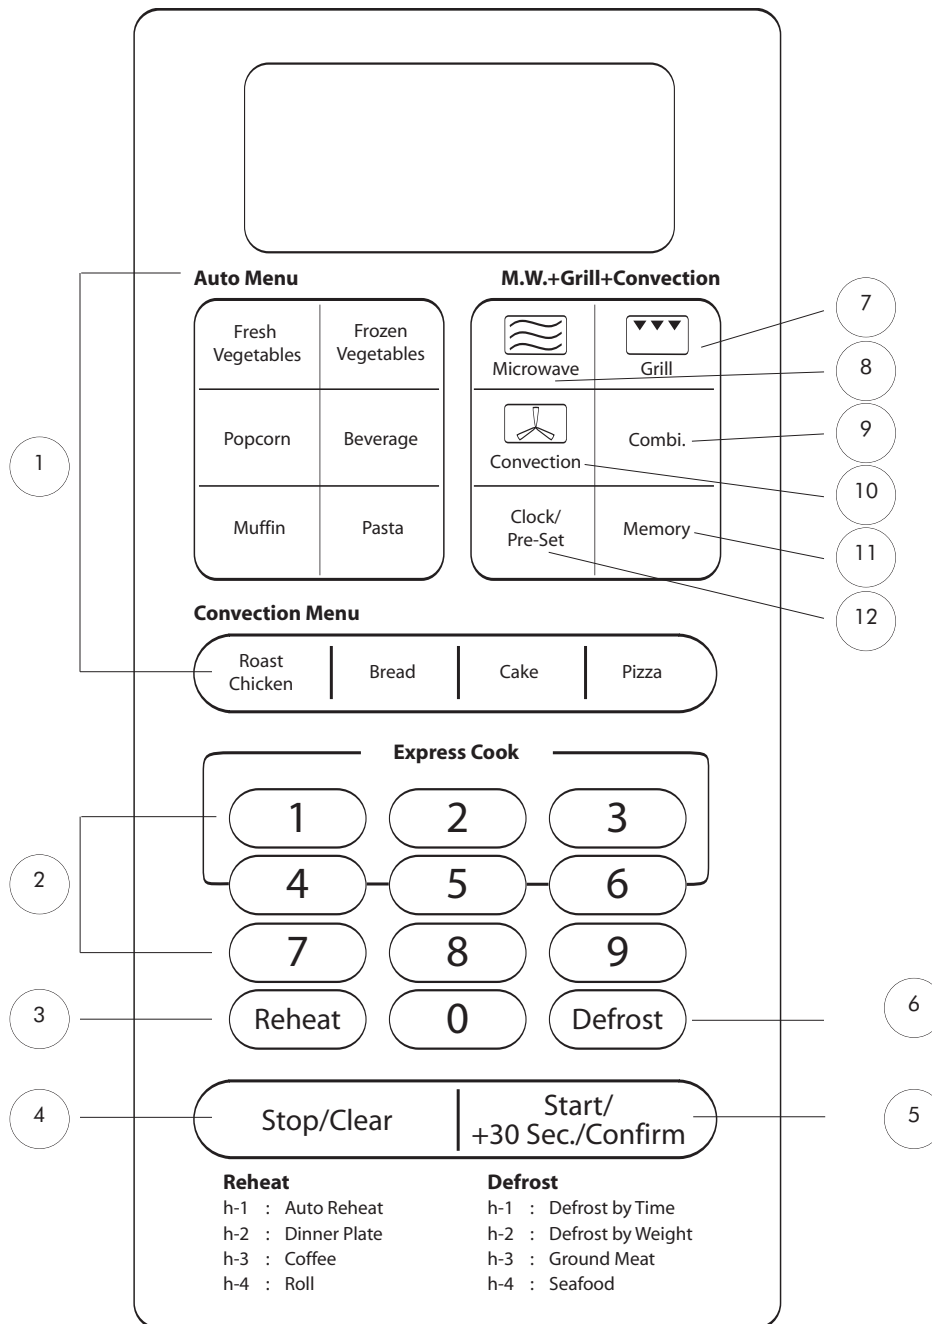 Auto Menu
M.W.+Grill+Convection
Fresh
Vegetables
Frozen
Vegetables
Microwave
Grill
7
8
Popcorn
Beverage
Convection
Combi.
9
1
10
Muffin
Pasta
Clock/
Pre-Set
Memory
11
12
Convection Menu
Roast
Chicken
Bread
Cake
Pizza
Express Cook
1
2
3
2
4
5
6
7
8
9
3
Reheat
0
Defrost
6
4
Stop/Clear
Start/
+30 Sec./Confirm
5
Reheat
h-1 : Auto Reheat
h-2 : Dinner Plate
h-3 : Coffee
h-4 : Roll
Defrost
h-1 : Defrost by Time
h-2 : Defrost by Weight
h-3 : Ground Meat
h-4 : Seafood